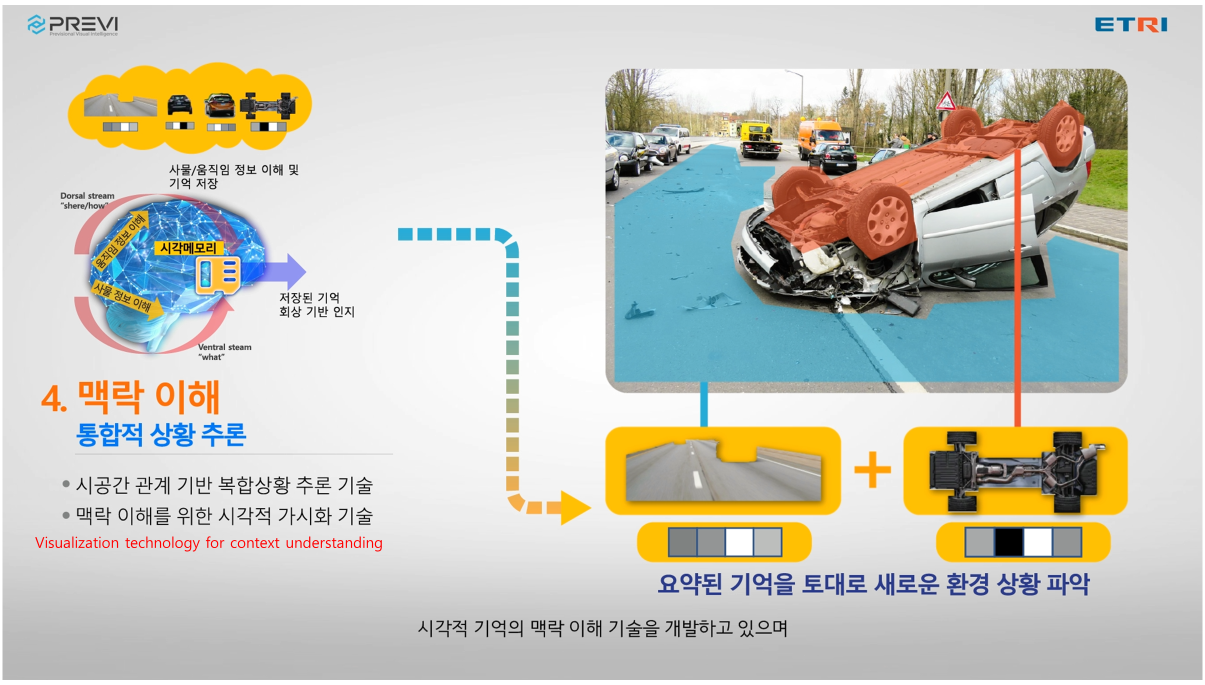 PREVI
Previsional Visual Intelligence
ETRI
사물/움직임 정보 이해 및
기억 저장
Dorsal stream
"shere/how"
움직임 정보 이해
시각메모리
사물 정보 이해
저장된 기억
회상 기반 인지
Ventral steam
"what"
4. 맥락 이해
통합적 상황 추론
• 시공간 관계 기반 복합상황 추론 기술
• 맥락 이해를 위한 시각적 가시화 기술
Visualization technology for context understanding
+
요약된 기억을 토대로 새로운 환경 상황 파악
시각적 기억의 맥락 이해 기술을 개발하고 있으며